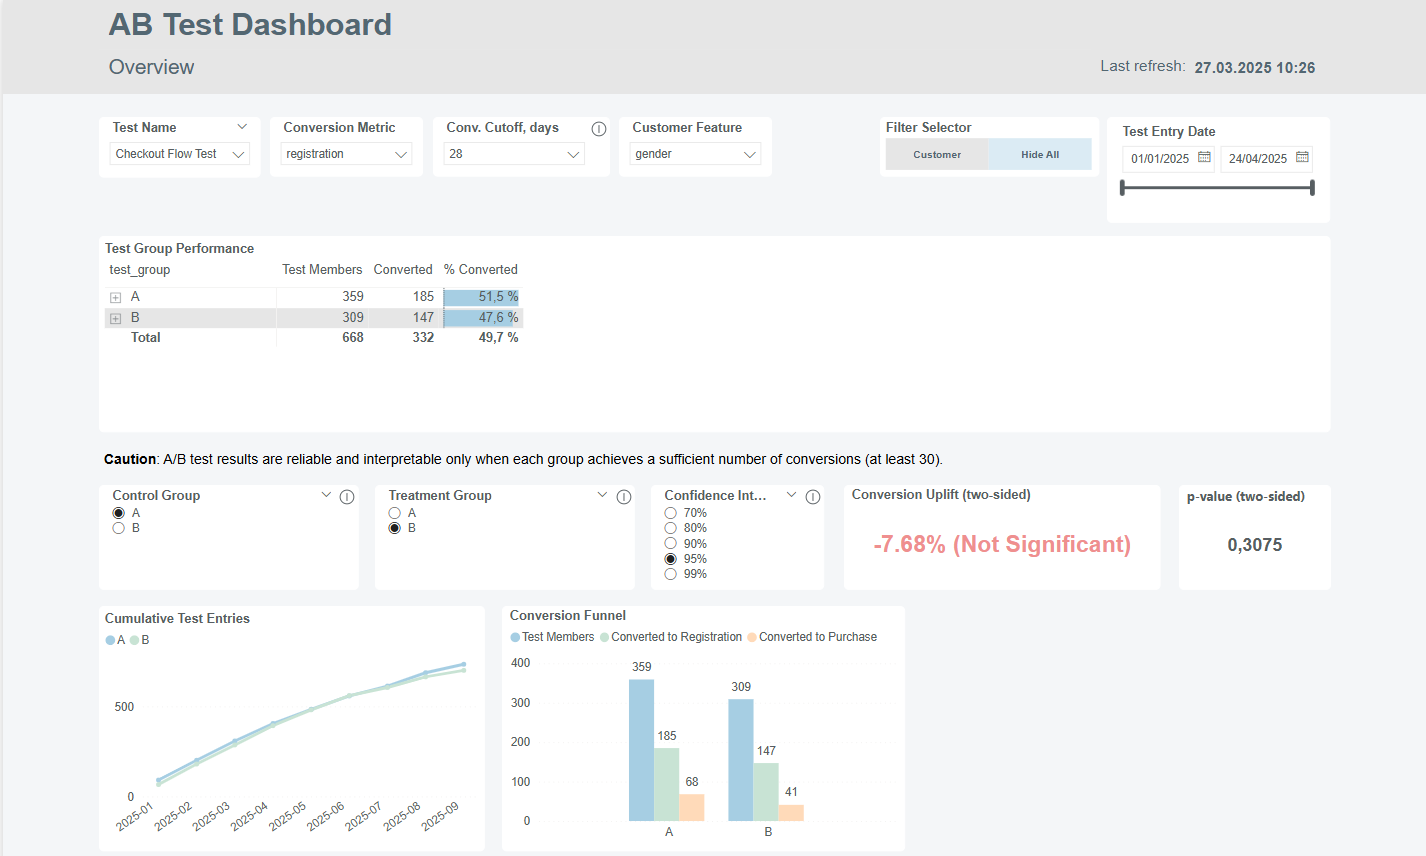 AB Test Dashboard
Overview
Last refresh: 27.03.2025 10:26
Test Name
Checkout Flow Test
Conversion Metric
registration
Conv. Cutoff, days
28
Customer Feature
gender
Filter Selector
Customer Hide All
Test Entry Date
01/01/2025 24/04/2025
Test Group Performance
test_group Test Members Converted % Converted
A 359 185 51,5 %
B 309 147 47,6 %
Total 668 332 49,7 %
Caution: A/B test results are reliable and interpretable only when each group achieves a sufficient number of conversions (at least 30).
Control Group
A
B
Treatment Group
A
B
Confidence Int...
70%
80%
90%
95%
99%
Conversion Uplift (two-sided)
-7.68% (Not Significant)
p-value (two-sided)
0,3075
Cumulative Test Entries
A B
500
0
2025-01 2025-02 2025-03 2025-04 2025-05 2025-06 2025-07 2025-08 2025-09
Conversion Funnel
Test Members Converted to Registration Converted to Purchase
400
300
200
100
0
359
185
68
309
147
41
A B